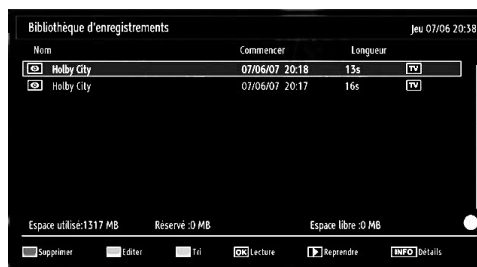 Bibliothèque d'enregistrements Jeu 07/06 20:38
Nom Commencer Longueur
Holby City 07/06/07 20:18 13s TV
Holby City 07/06/07 20:17 16s TV
Espace utilisé:1317 MB Réservé :0 MB Espace libre :0 MB
Supprimer Editer Tri OK Lecture Reprendre INFO Détails